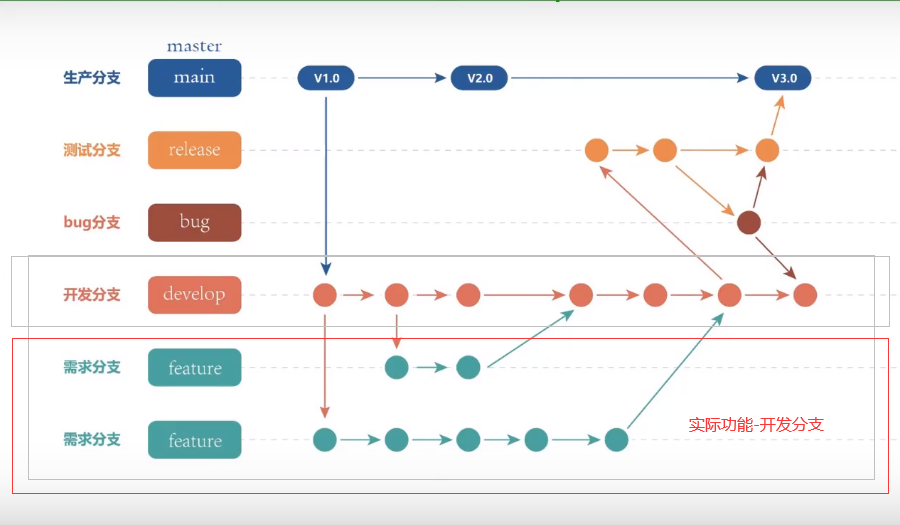 master
生产分支 main V1.0 V2.0 V3.0
测试分支 release
bug分支 bug
开发分支 develop
需求分支 feature
实际功能-开发分支
需求分支 feature